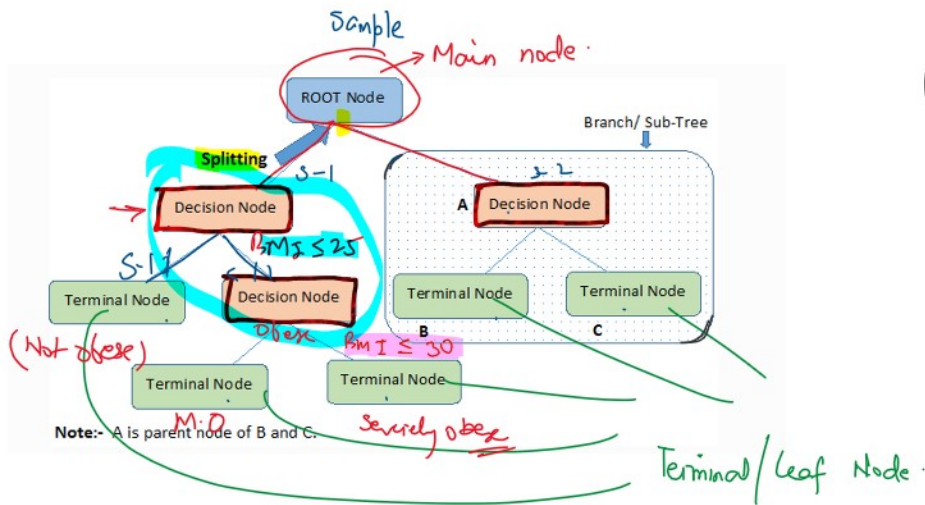 Sample
Main node.
ROOT Node
Branch/ Sub-Tree
Splitting
S-1
S-2
Decision Node
A
Decision Node
BMI ≤ 25
S-11
Terminal Node
Decision Node
Terminal Node
Terminal Node
(Not obese)
obese
BMI ≤ 30
B
C
Terminal Node
Terminal Node
M.O
Severely obese
Note:- A is parent node of B and C.
Terminal/Leaf Node.